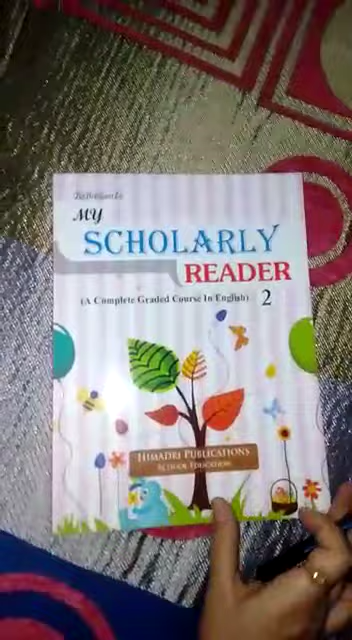 MY
SCHOLARLY
READER
(A Complete Graded Course In English) 2
HIMADRI PUBLICATIONS
SCHOOL EDUCATION